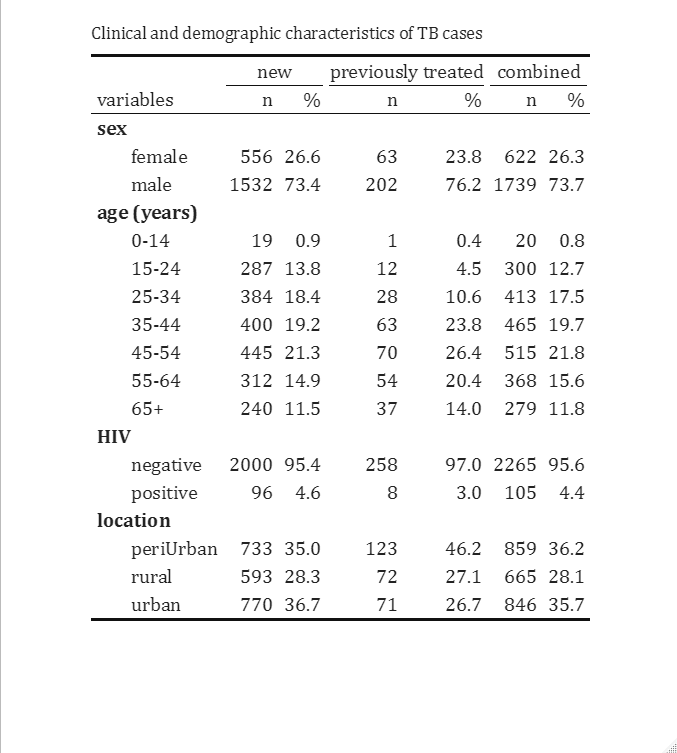 Clinical and demographic characteristics of TB cases
new previously treated combined
variables n % n % n %
sex
female 556 26.6 63 23.8 622 26.3
male 1532 73.4 202 76.2 1739 73.7
age (years)
0-14 19 0.9 1 0.4 20 0.8
15-24 287 13.8 12 4.5 300 12.7
25-34 384 18.4 28 10.6 413 17.5
35-44 400 19.2 63 23.8 465 19.7
45-54 445 21.3 70 26.4 515 21.8
55-64 312 14.9 54 20.4 368 15.6
65+ 240 11.5 37 14.0 279 11.8
HIV
negative 2000 95.4 258 97.0 2265 95.6
positive 96 4.6 8 3.0 105 4.4
location
periUrban 733 35.0 123 46.2 859 36.2
rural 593 28.3 72 27.1 665 28.1
urban 770 36.7 71 26.7 846 35.7